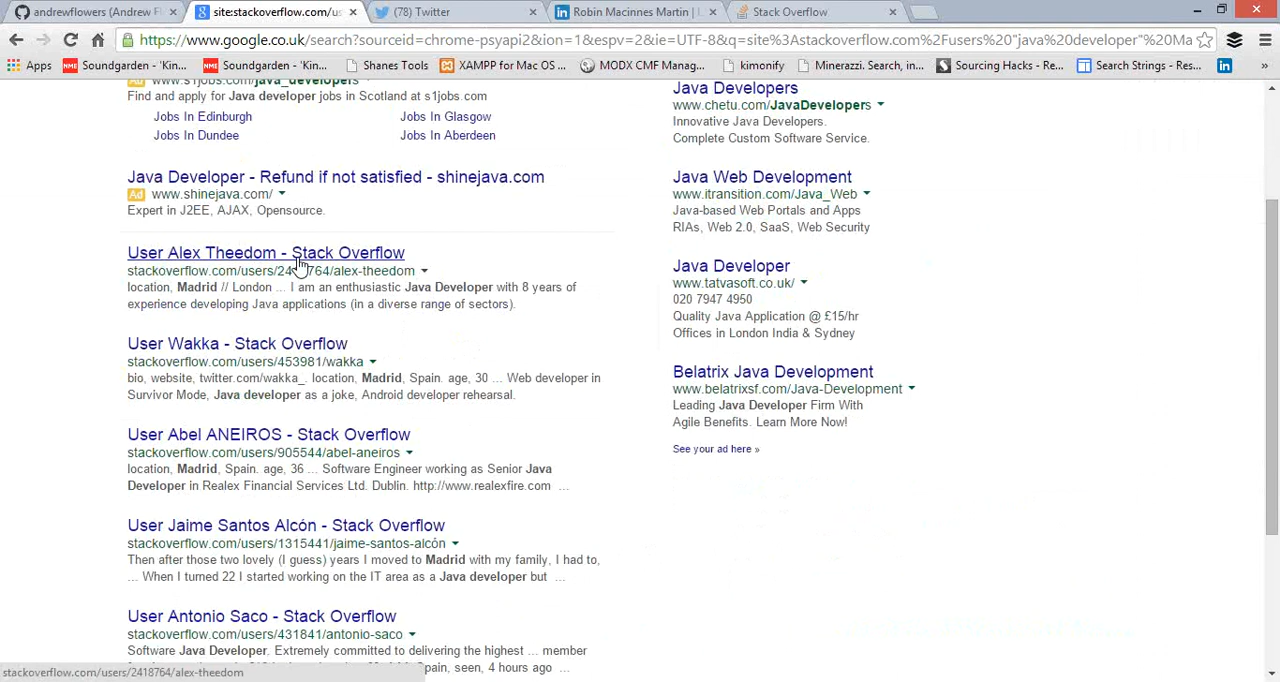 andrewflowers (Andrew F
site:stackoverflow.com/us
(78) Twitter
Robin Macinnes Martin |
Stack Overflow
https://www.google.co.uk/search?sourceid=chrome-psyapi2&ion=1&espv=2&ie=UTF-8&q=site%3Astackoverflow.com%2Fusers%20"java%20developer"%20Ma
Apps
Soundgarden - 'Kin...
Soundgarden - 'Kin...
Shanes Tools
XAMPP for Mac OS ...
MODX CMF Manag...
kimonify
Minerazzi. Search, in...
Sourcing Hacks - Re...
Search Strings - Res...
»
Ad www.s1jobs.com/java_developers
Find and apply for Java developer jobs in Scotland at s1jobs.com
Jobs In Edinburgh
Jobs In Glasgow
Jobs In Dundee
Jobs In Aberdeen
Java Developer - Refund if not satisfied - shinejava.com
Ad www.shinejava.com/
Expert in J2EE, AJAX, Opensource.
User Alex Theedom - Stack Overflow
stackoverflow.com/users/2418764/alex-theedom
location, Madrid // London ... I am an enthusiastic Java Developer with 8 years of
experience developing Java applications (in a diverse range of sectors).
User Wakka - Stack Overflow
stackoverflow.com/users/453981/wakka
bio, website, twitter.com/wakka_. location, Madrid, Spain. age, 30 ... Web developer in
Survivor Mode, Java developer as a joke, Android developer rehearsal.
User Abel ANEIROS - Stack Overflow
stackoverflow.com/users/905544/abel-aneiros
location, Madrid, Spain. age, 36 ... Software Engineer working as Senior Java
Developer in Realex Financial Services Ltd. Dublin. http://www.realexfire.com ...
User Jaime Santos Alcón - Stack Overflow
stackoverflow.com/users/1315441/jaime-santos-alcón
Then after those two lovely (I guess) years I moved to Madrid with my family, I had to,
... When I turned 22 I started working on the IT area as a Java developer but ...
User Antonio Saco - Stack Overflow
stackoverflow.com/users/431841/antonio-saco
Software Java Developer. Extremely committed to delivering the highest ... member
Spain, seen, 4 hours ago ...
Java Developers
www.chetu.com/JavaDevelopers
Innovative Java Developers.
Complete Custom Software Service.
Java Web Development
www.itransition.com/Java_Web
Java-based Web Portals and Apps
RIAs, Web 2.0, SaaS, Web Security
Java Developer
www.tatvasoft.co.uk/
020 7947 4950
Quality Java Application @ £15/hr
Offices in London India & Sydney
Belatrix Java Development
www.belatrixsf.com/Java-Development
Leading Java Developer Firm With
Agile Benefits. Learn More Now!
See your ad here »
stackoverflow.com/users/2418764/alex-theedom